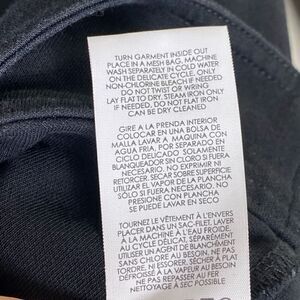 TURN GARMENT INSIDE OUT
PLACE IN A MESH BAG. MACHINE
WASH SEPARATELY IN COLD WATER
ON THE DELICATE CYCLE. ONLY
NON-CHLORINE BLEACH IF NEEDED
DO NOT TWIST OR WRING
LAY FLAT TO DRY. STEAM IRON ONLY
IF NEEDED. DO NOT FLAT IRON
CAN BE DRY CLEANED
GIRE A LA PRENDA INTERIOR
COLOCAR EN UNA BOLSA DE
MALLA LAVAR A MAQUINA CON
AGUA FRIA, POR SEPARADO EN
CICLO DELICADO SOLAMENTE
BLANQUEADOR SIN CLORO SI FUERA
NECESARIO. NO EXPRIMIR NI
RETORCER. SECAR SOBRE SUPERFICIE
UTILIZAR EL VAPOR DE LA PLANCHA
SÓLO SI FUERA NECESARIO. NO
PRESIONE CON PLANCHA
SE PUEDE LAVAR EN SECO
TOURNEZ LE VÊTEMENT À L'ENVERS
PLACER DANS UN SAC-FILET. LAVER
À LA MACHINE À L'EAU FROIDE,
AU CYCLE DÉLICAT, SÉPARÉMENT
UTILISER UN AGENT DE BLANCHIMENT
SANS CHLORE AU BESOIN. NE PAS
TORDRE, NI ESSORER. SÉCHER À PLAT
DÉFROISSER À LA VAPEUR AU BESOIN
NE PAS REPASSER AU FER
NETTOYAGE À SEC POSSIBLE